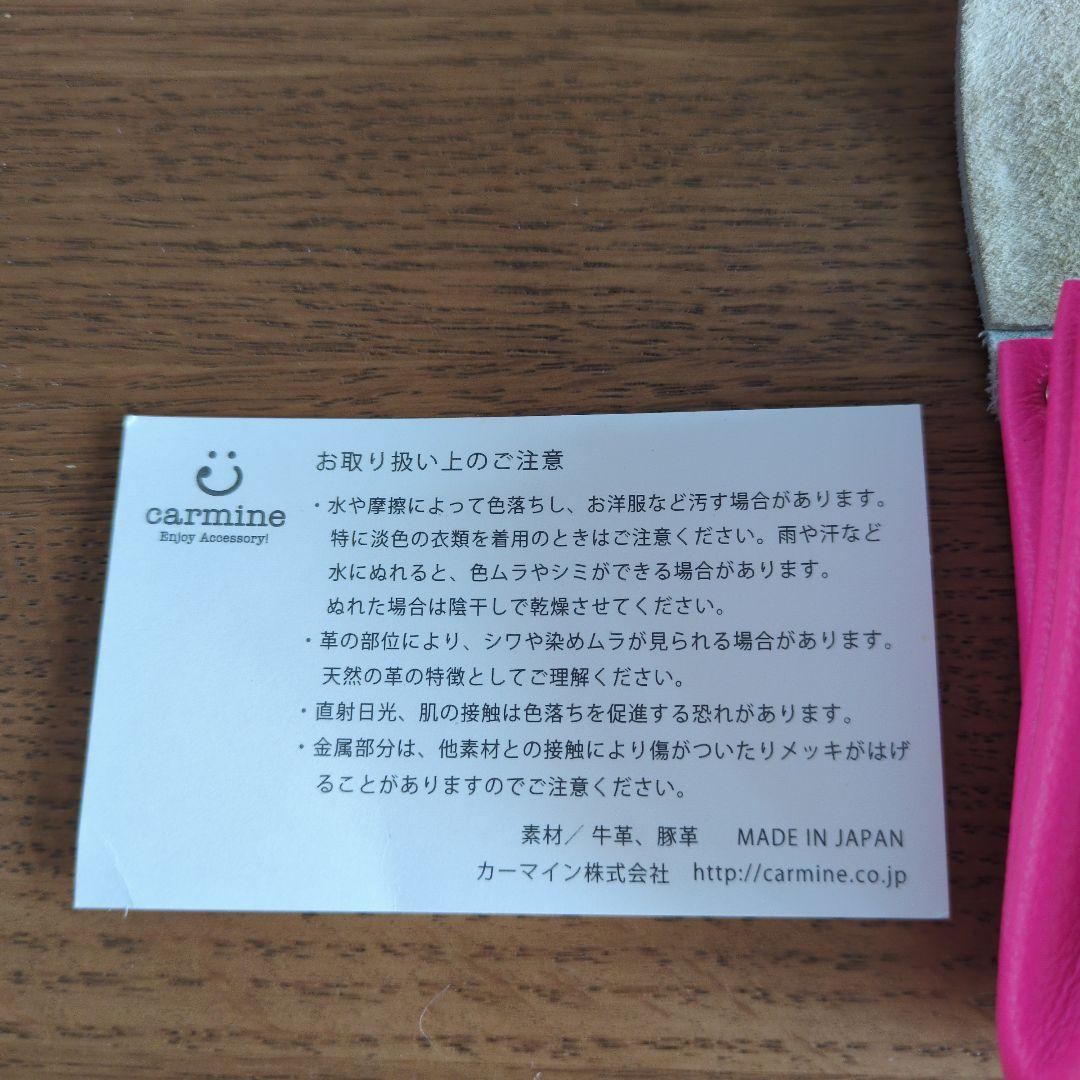 carmine
Enjoy Accessory!
お取り扱い上のご注意
・水や摩擦によって色落ちし、お洋服など汚す場合があります。
特に淡色の衣類を着用のときはご注意ください。雨や汗など
水にぬれると、色ムラやシミができる場合があります。
ぬれた場合は陰干しで乾燥させてください。
・革の部位により、シワや染めムラが見られる場合があります。
天然の革の特徴としてご理解ください。
・直射日光、肌の接触は色落ちを促進する恐れがあります。
・金属部分は、他素材との接触により傷がついたりメッキがはげ
ることがありますのでご注意ください。
素材／牛革、豚革 MADE IN JAPAN
カーマイン株式会社 http://carmine.co.jp